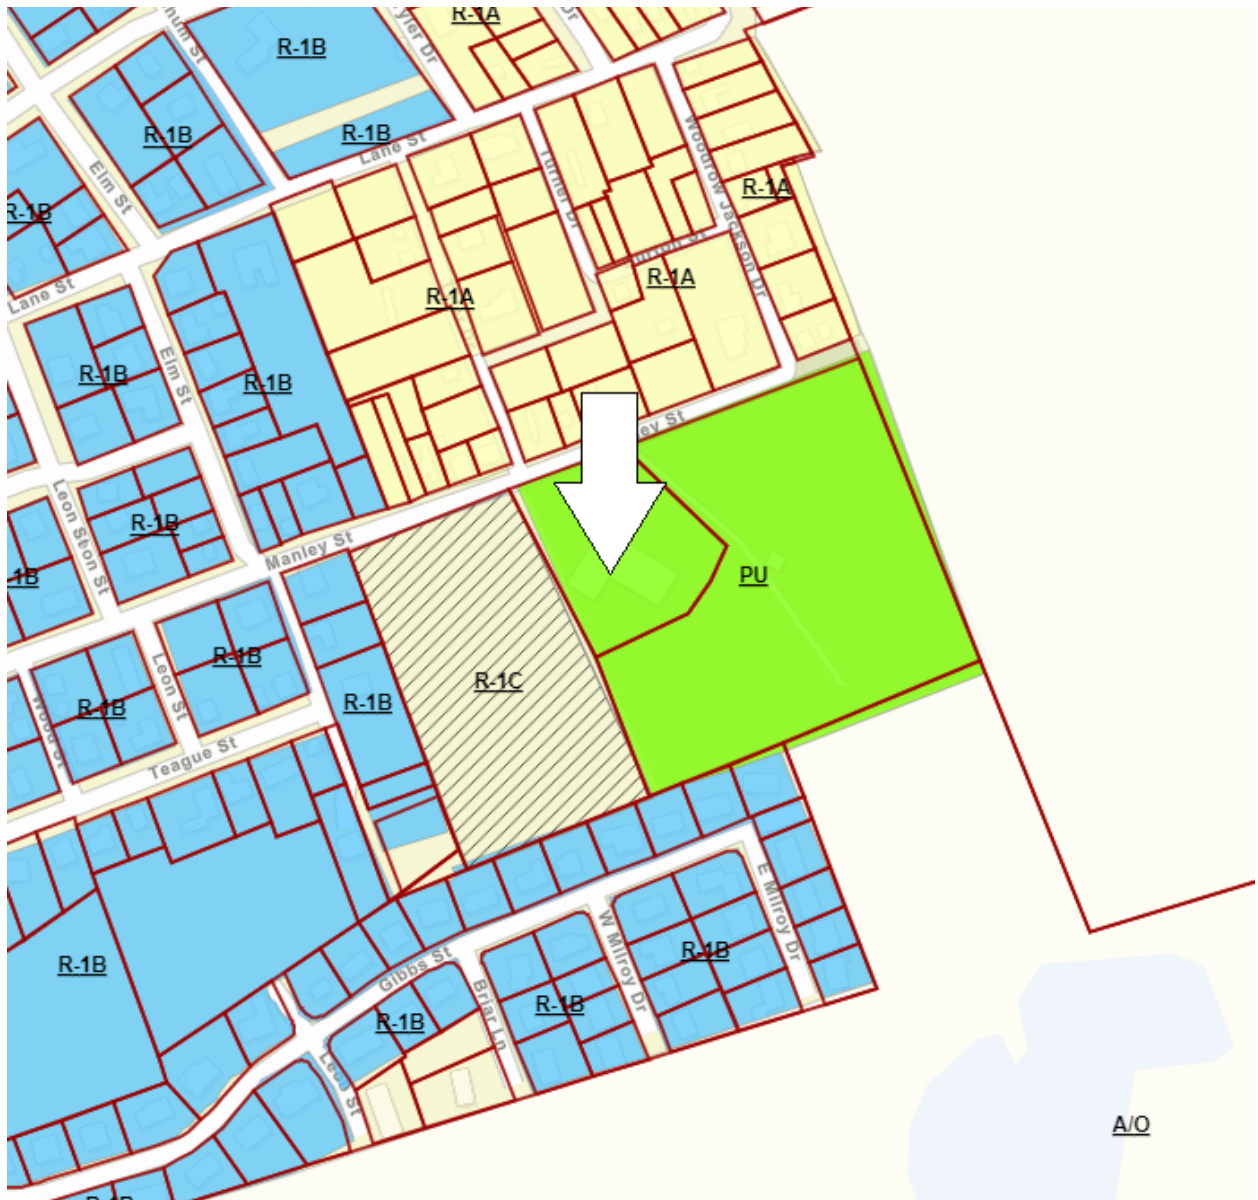 R-1A
R-1B
R-1B
R-1B
Lane St
Elm St
R-1A
R-1B
Turner Dr
Woodrow Jackson Dr
R-1A
R-1A
Lane St
Elm St
R-1B
R-1B
Manley St
R-1B
Leon St
R-1B
PU
R-1B
R-1C
Leon St
R-1B
R-1B
Teague St
R-1B
E Milroy Dr
W Milroy Dr
R-1B
Gibbs St
Briar Ln
R-1B
R-1B
Leon St
A/O